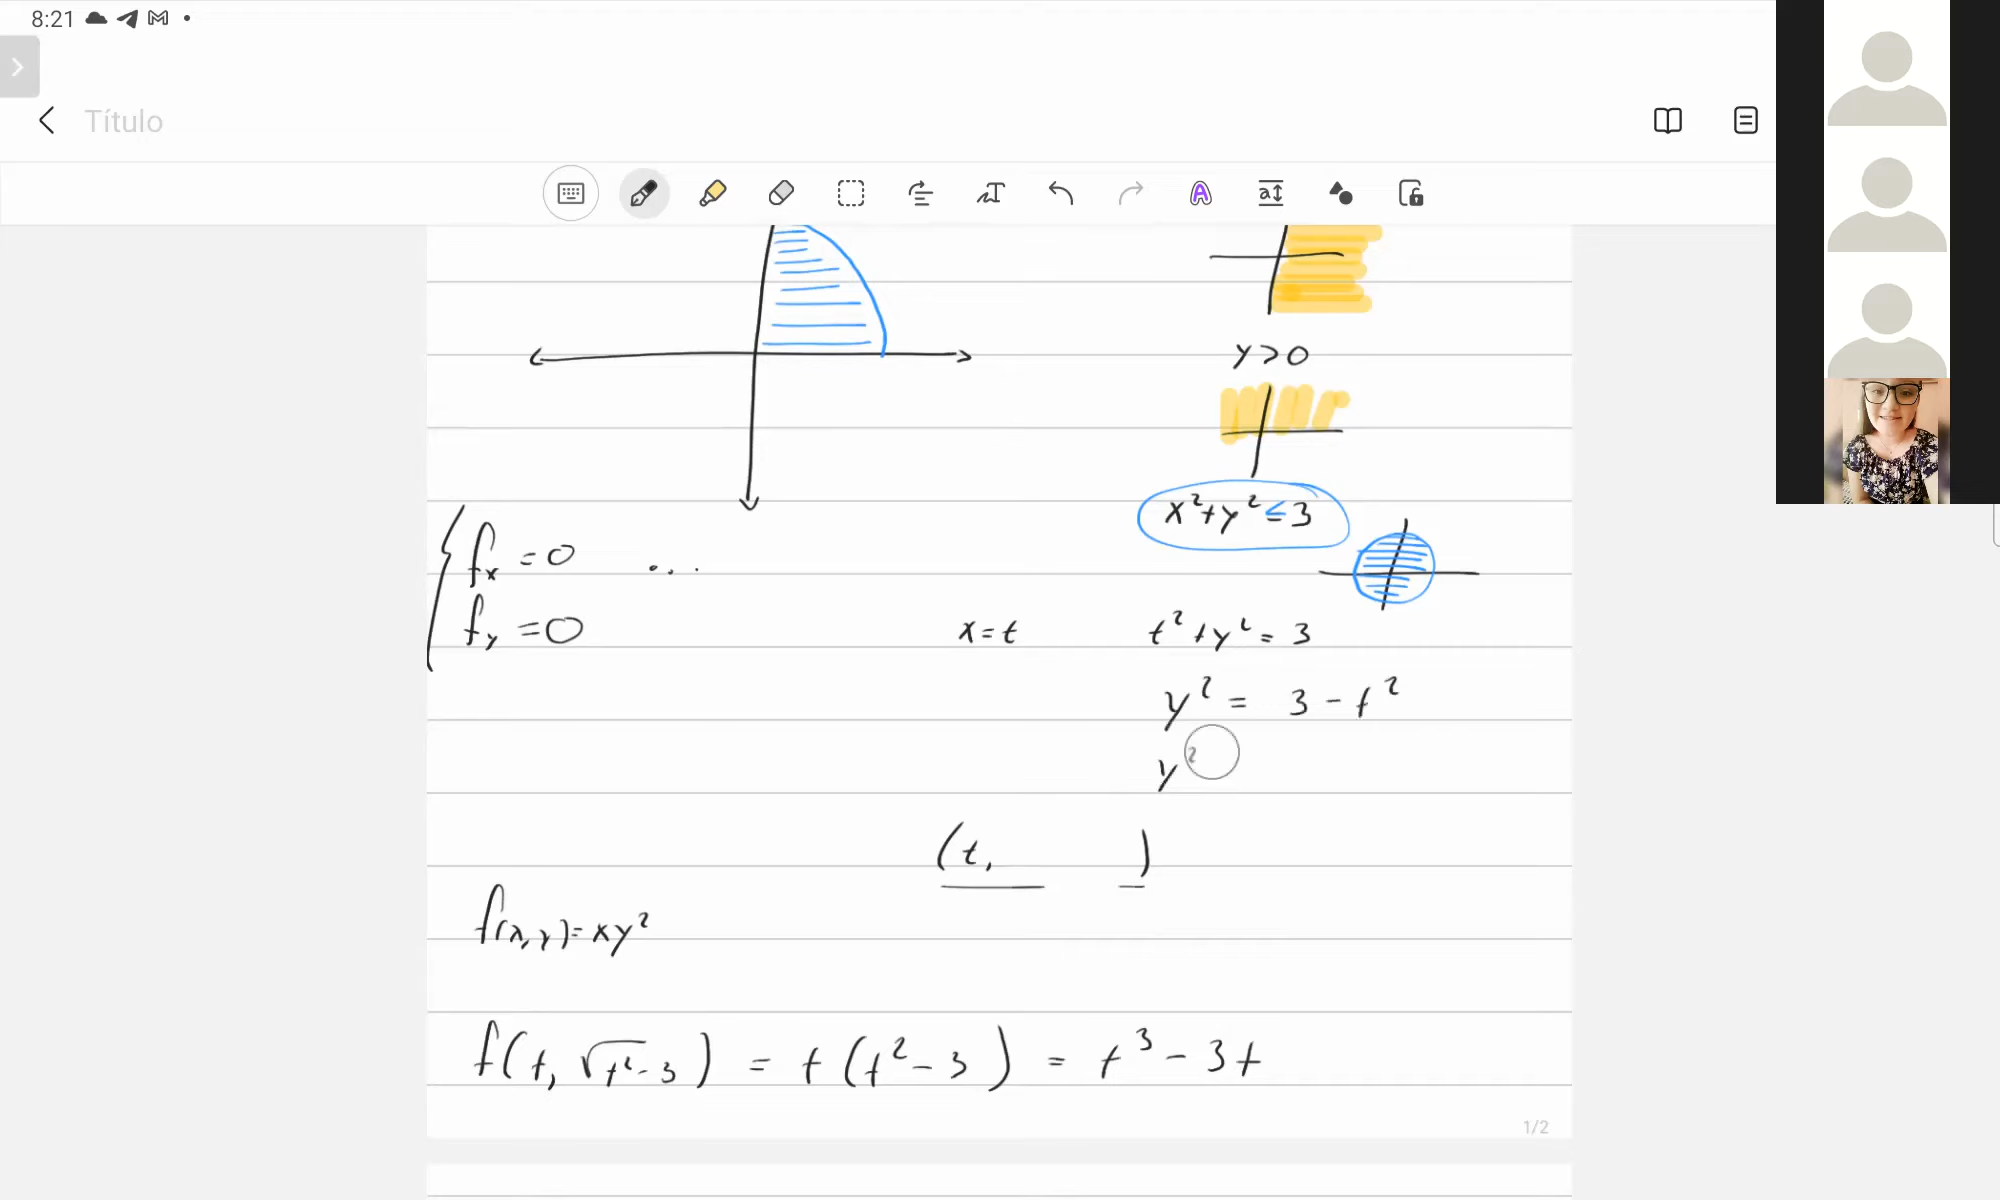 8:21
Título
y>0
x²+y²≤3
fx =0 ...
fy =0
x=t t²+y²= 3
y² = 3-t²
y²
(t, )
f(x,y)=xy²
f(t, √t²-3) = t(t²-3) = t³-3t
1/2